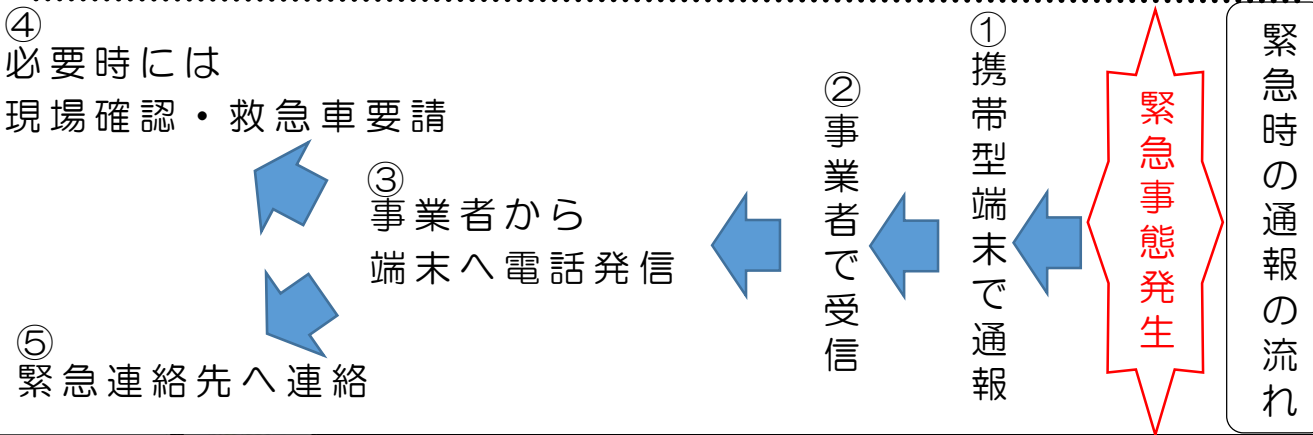 緊急時の通報の流れ
緊急事態発生
①
携帯型端末で通報
②
事業者で受信
③
事業者から
端末へ電話発信
④
必要時には
現場確認・救急車要請
⑤
緊急連絡先へ連絡